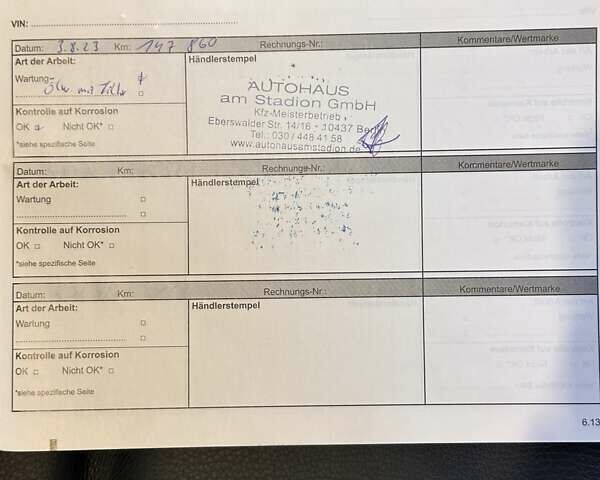 VIN: ..........................................................
Datum: 3.8.23 Km: 147 860 Rechnungs-Nr.: Kommentare/Wertmarke
Art der Arbeit: Händlerstempel
Wartung
AUTOHAUS
am Stadion GmbH
Kfz-Meisterbetrieb
Eberswalder Str. 14/16 - 10437
Tel.: 030 / 448 41 58
www.autohausamstadion.de
Kontrolle auf Korrosion
OK Nicht OK*
*siehe spezifische Seite
Datum: Km: Rechnungs-Nr.: Kommentare/Wertmarke
Art der Arbeit: Händlerstempel
Wartung
Kontrolle auf Korrosion
OK Nicht OK*
*siehe spezifische Seite
Datum: Km: Rechnungs-Nr.: Kommentare/Wertmarke
Art der Arbeit: Händlerstempel
Wartung
Kontrolle auf Korrosion
OK Nicht OK*
*siehe spezifische Seite
6.13